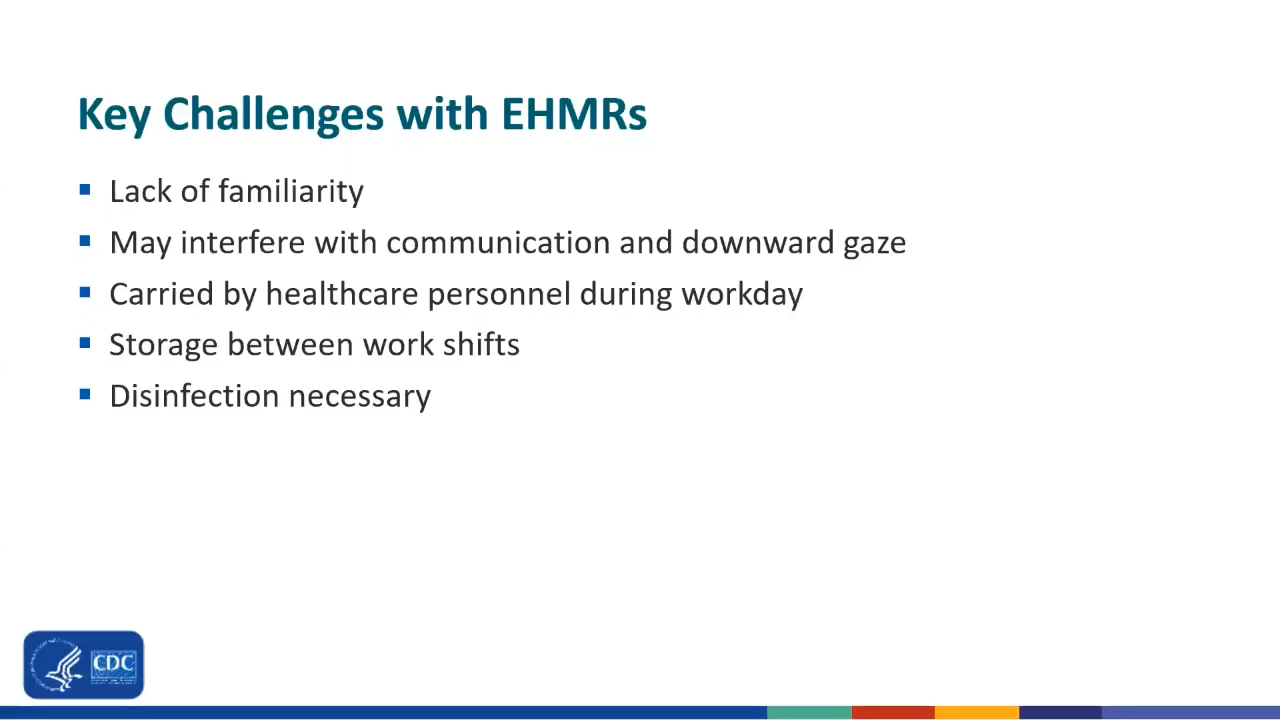 Key Challenges with EHMRs
Lack of familiarity
May interfere with communication and downward gaze
Carried by healthcare personnel during workday
Storage between work shifts
Disinfection necessary
CDC